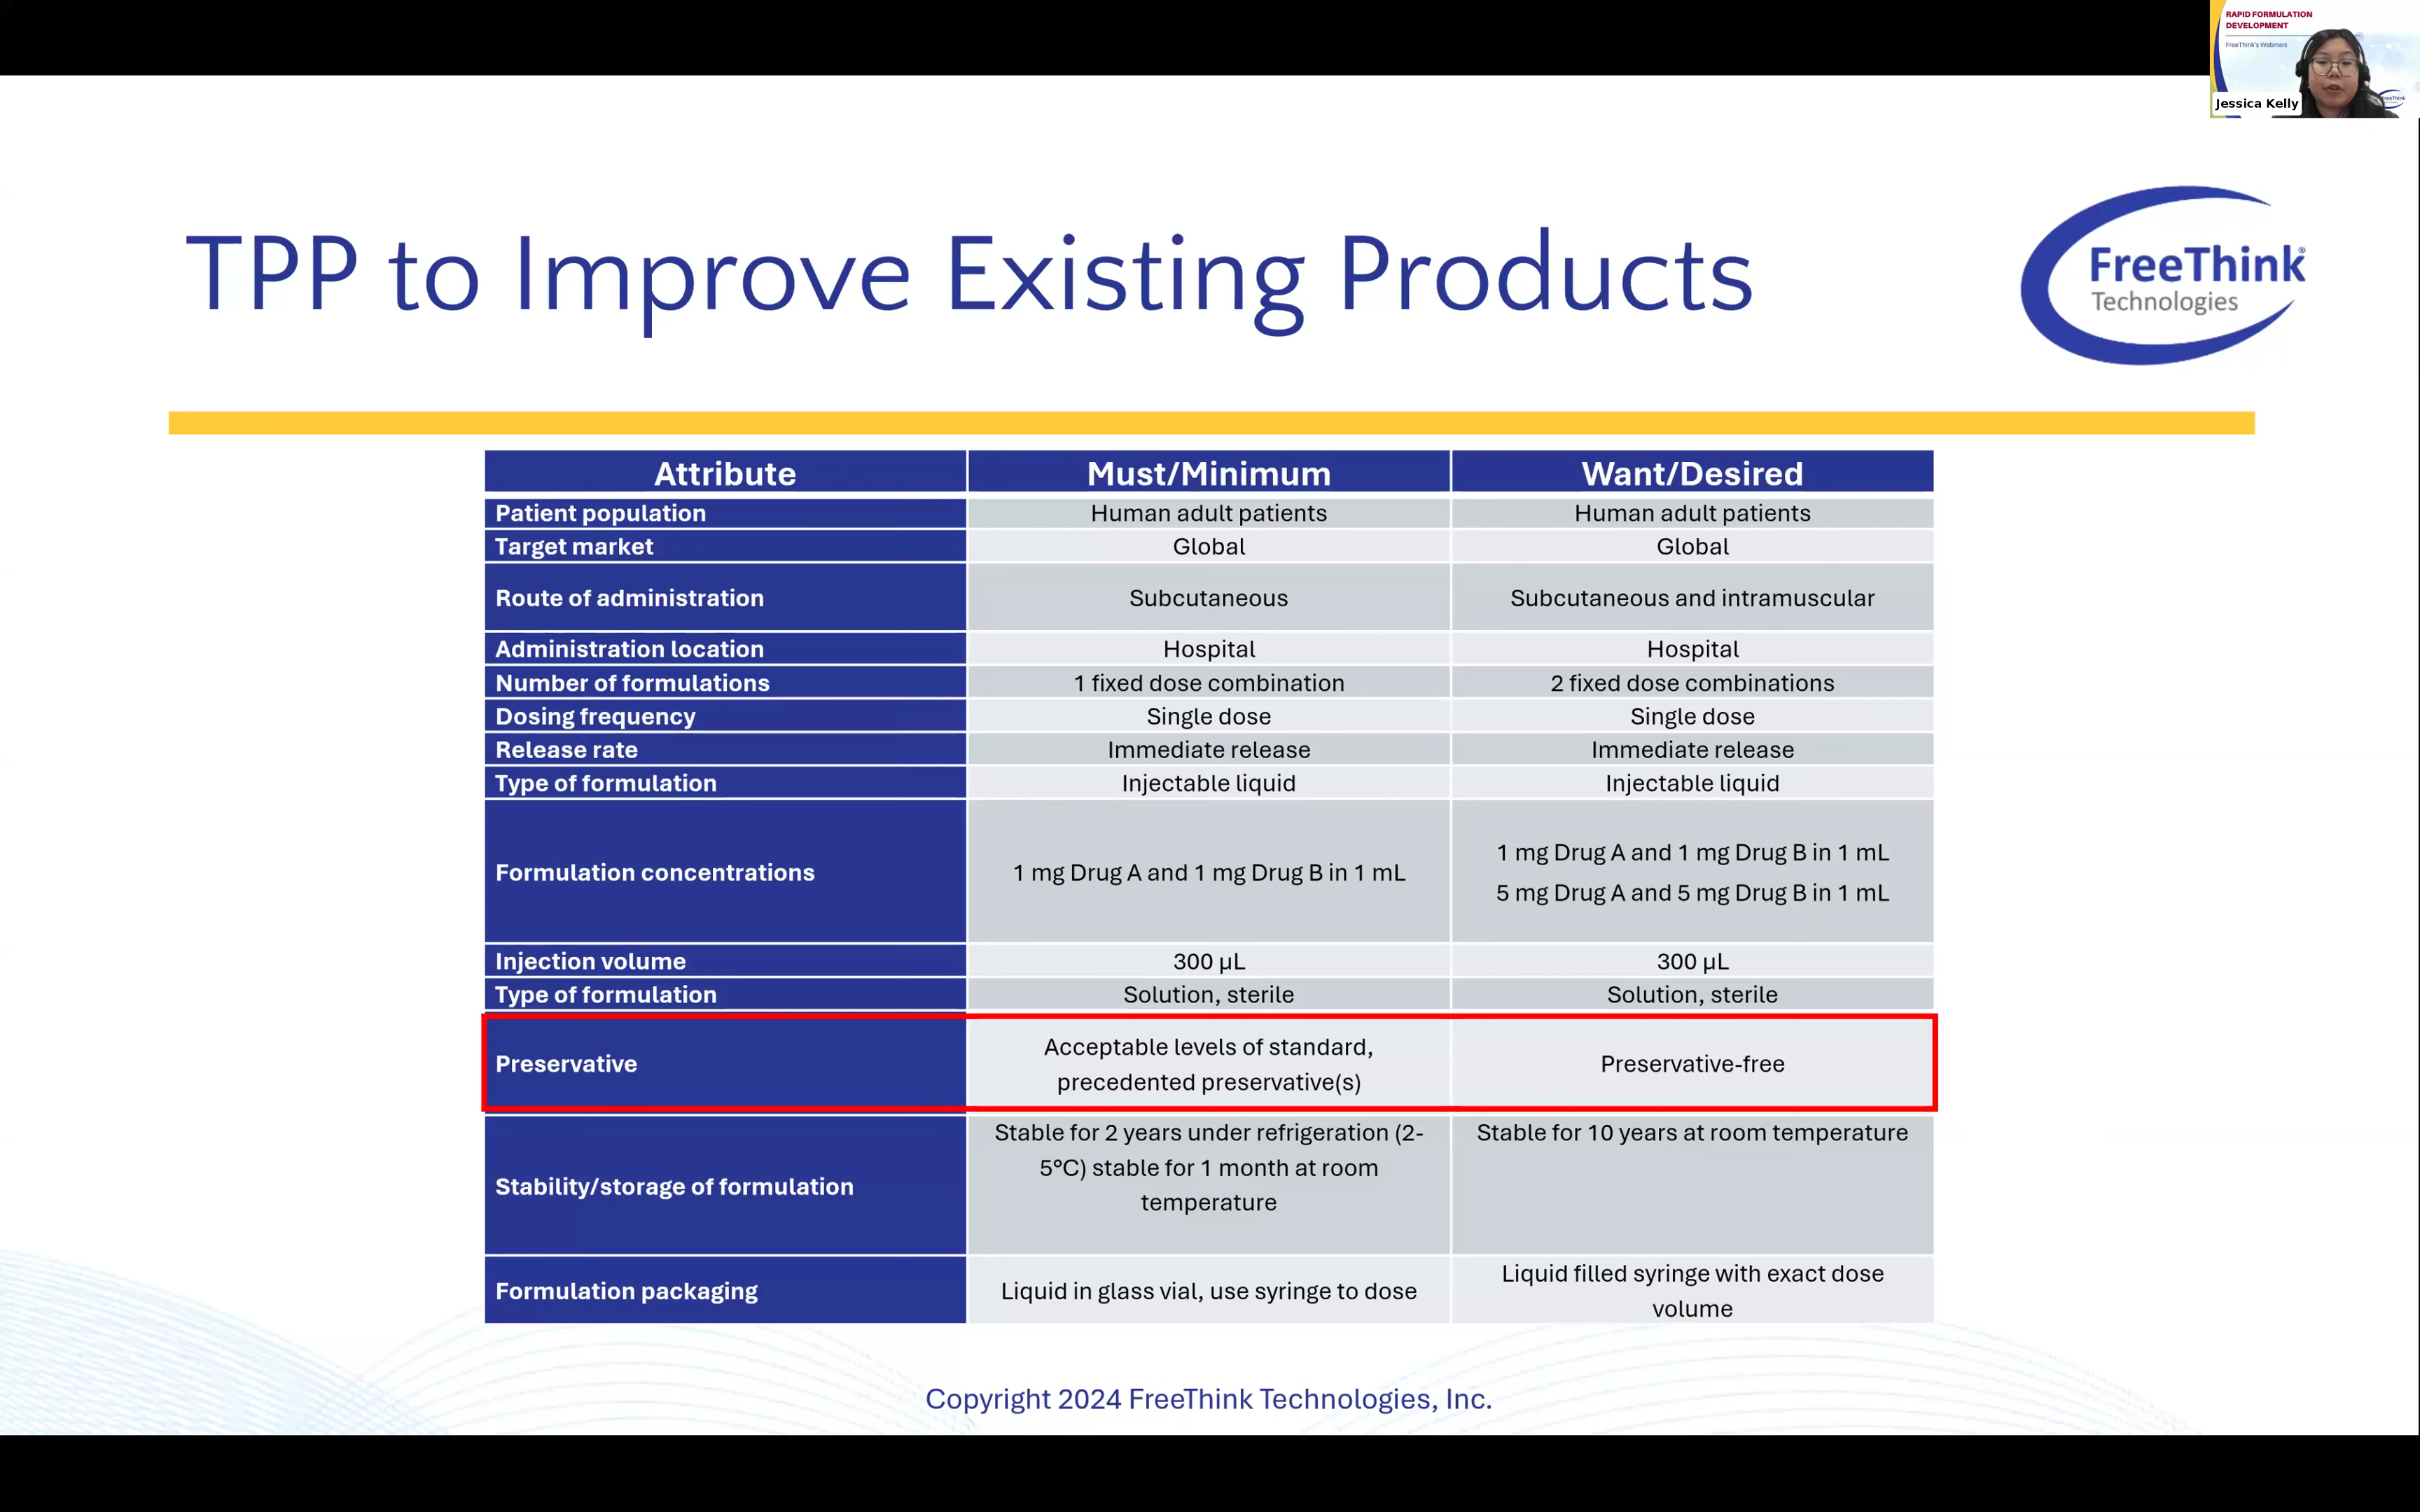 RAPID FORMULATION
DEVELOPMENT
FreeThink's Webinars
Jessica Kelly
FreeThink
TPP to Improve Existing Products
FreeThink®
Technologies
Attribute Must/Minimum Want/Desired
Patient population Human adult patients Human adult patients
Target market Global Global
Route of administration Subcutaneous Subcutaneous and intramuscular
Administration location Hospital Hospital
Number of formulations 1 fixed dose combination 2 fixed dose combinations
Dosing frequency Single dose Single dose
Release rate Immediate release Immediate release
Type of formulation Injectable liquid Injectable liquid
Formulation concentrations 1 mg Drug A and 1 mg Drug B in 1 mL
1 mg Drug A and 1 mg Drug B in 1 mL
5 mg Drug A and 5 mg Drug B in 1 mL
Injection volume 300 µL 300 µL
Type of formulation Solution, sterile Solution, sterile
Preservative
Acceptable levels of standard,
precedented preservative(s)
Preservative-free
Stability/storage of formulation
Stable for 2 years under refrigeration (2-
5°C) stable for 1 month at room
temperature
Stable for 10 years at room temperature
Formulation packaging Liquid in glass vial, use syringe to dose
Liquid filled syringe with exact dose
volume
Copyright 2024 FreeThink Technologies, Inc.